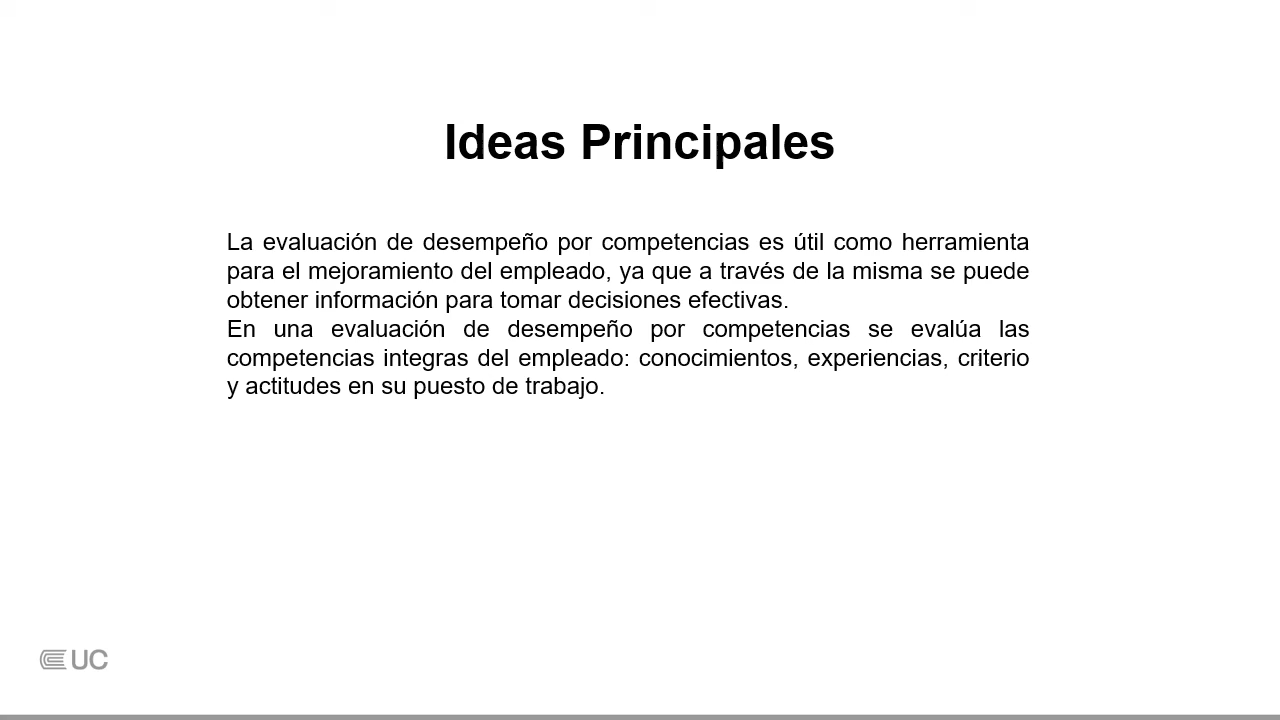 Ideas Principales
La evaluación de desempeño por competencias es útil como herramienta
para el mejoramiento del empleado, ya que a través de la misma se puede
obtener información para tomar decisiones efectivas.
En una evaluación de desempeño por competencias se evalúa las
competencias integras del empleado: conocimientos, experiencias, criterio
y actitudes en su puesto de trabajo.
UC